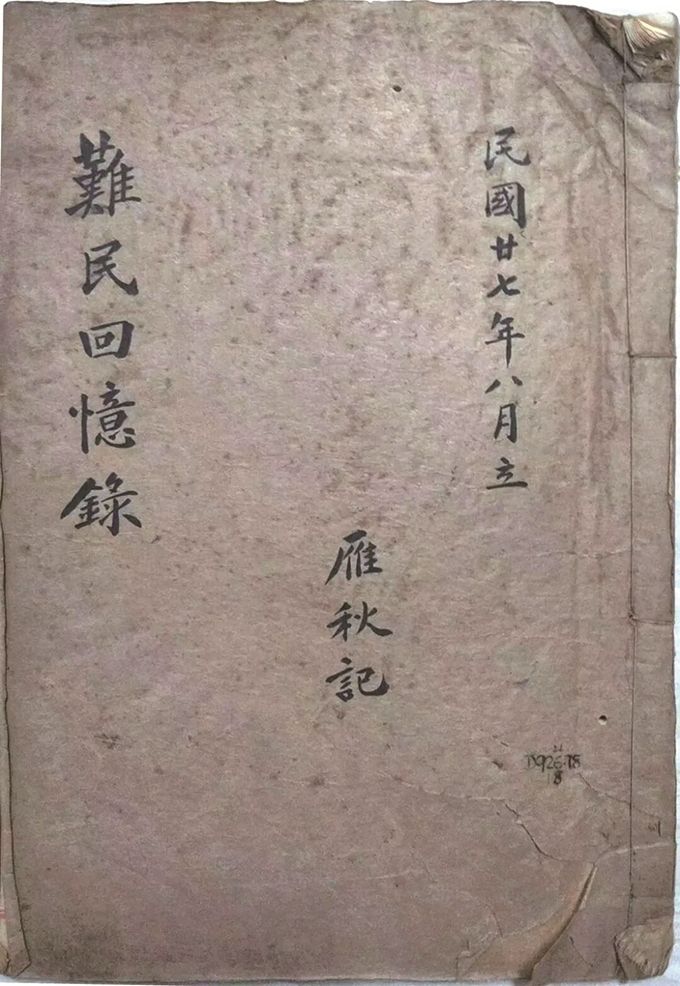 民國廿七年八月立
雁秋記
難民回憶錄